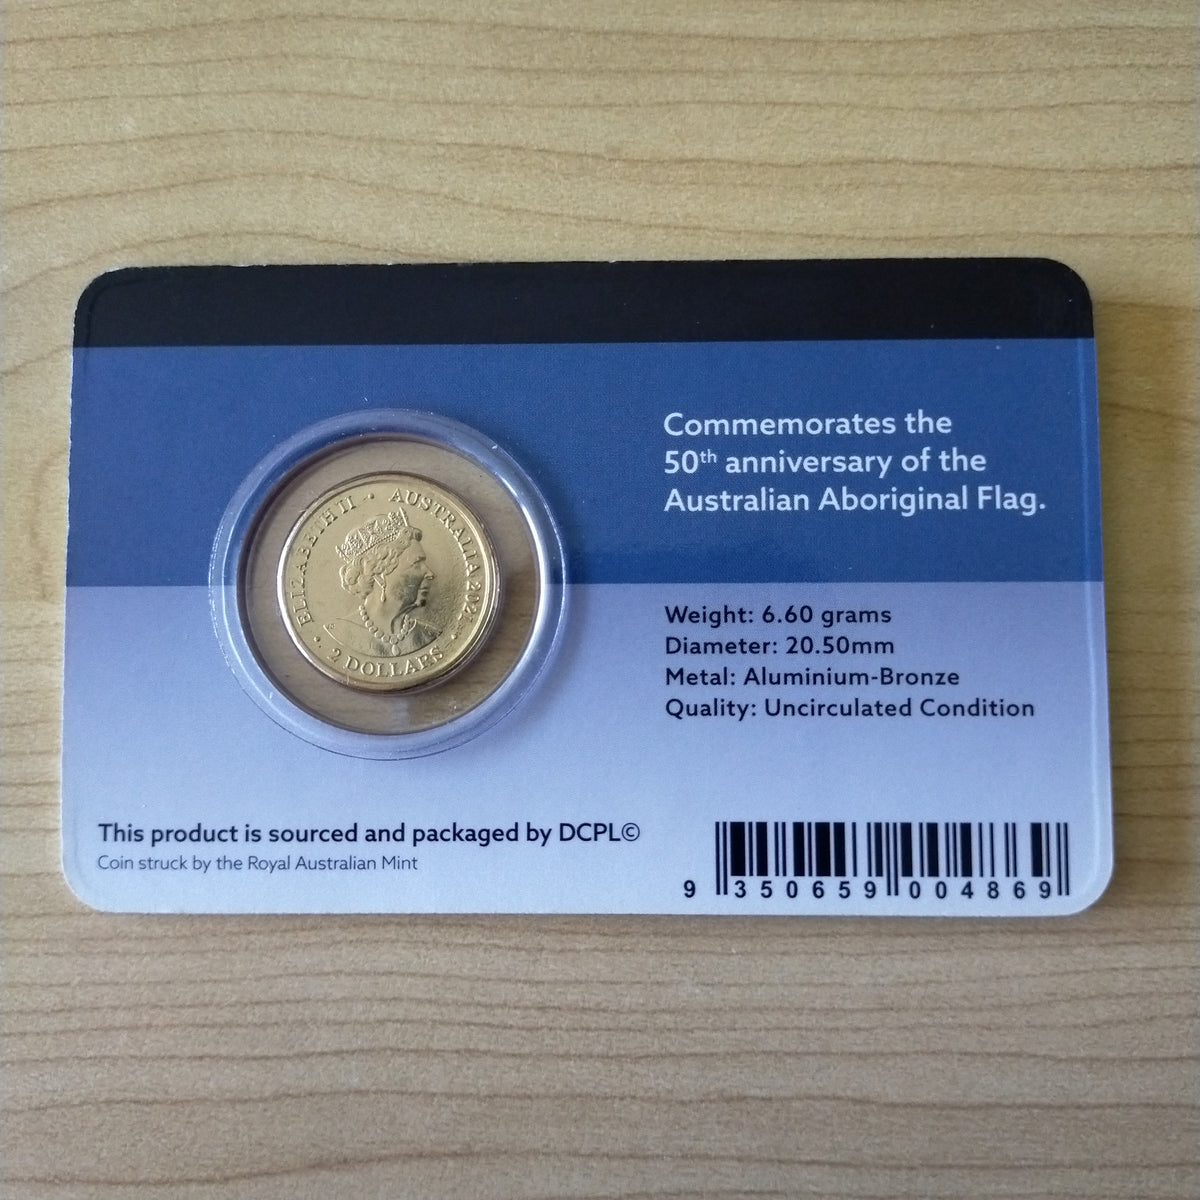 ELIZABETH II • AUSTRALIA 2021
2 DOLLARS
Commemorates the
50th anniversary of the
Australian Aboriginal Flag.
Weight: 6.60 grams
Diameter: 20.50mm
Metal: Aluminium-Bronze
Quality: Uncirculated Condition
This product is sourced and packaged by DCPL©
Coin struck by the Royal Australian Mint
9 350659 004869